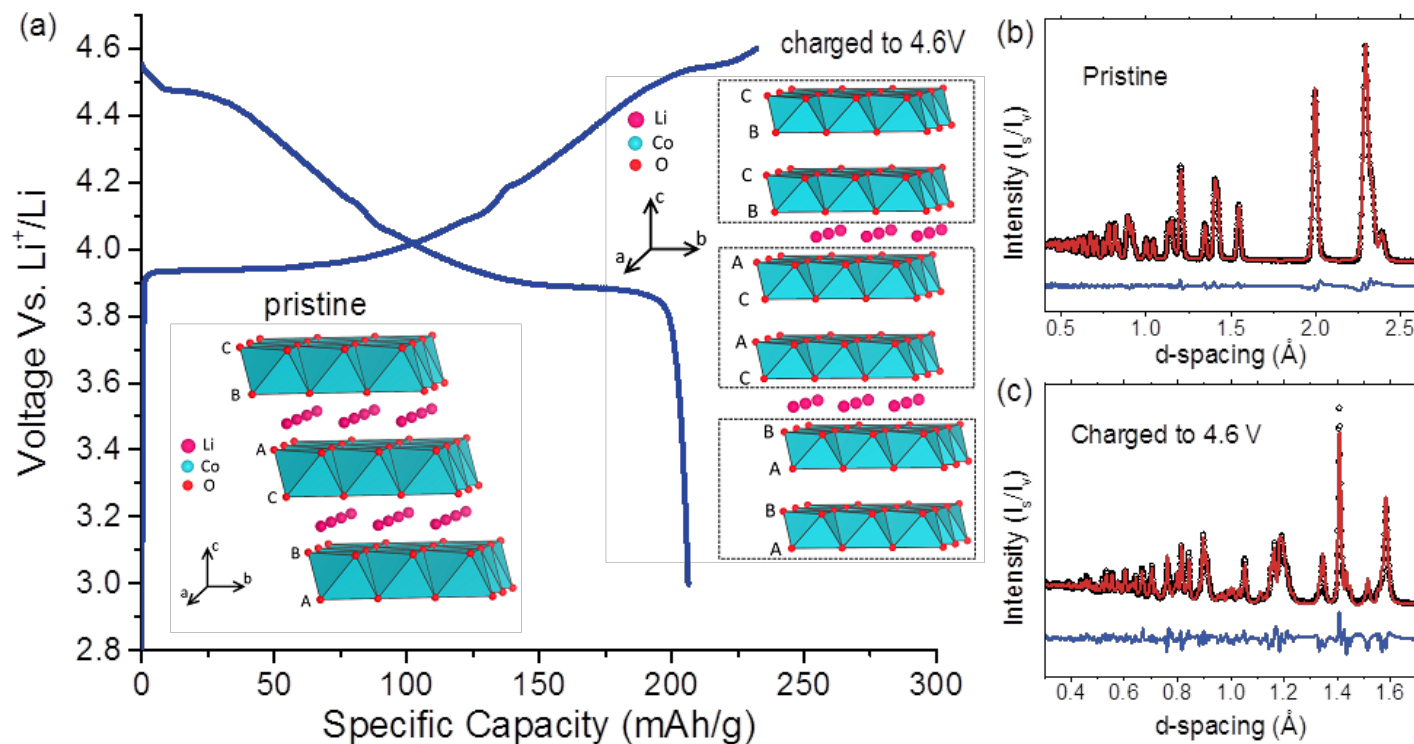 (a)
Voltage Vs. Li⁺/Li
4.6
4.4
4.2
4.0
3.8
3.6
3.4
3.2
3.0
2.8
0
50
100
150
200
250
300
Specific Capacity (mAh/g)
charged to 4.6V
Li
Co
O
c
b
a
C
B
C
B
A
C
A
C
B
A
B
A
pristine
Li
Co
O
c
b
a
C
B
A
C
B
A
(b)
Pristine
Intensity (Iₛ/Iᵥ)
0.5
1.0
1.5
2.0
2.5
d-spacing (Å)
(c)
Charged to 4.6 V
Intensity (Iₛ/Iᵥ)
0.4
0.6
0.8
1.0
1.2
1.4
1.6
d-spacing (Å)